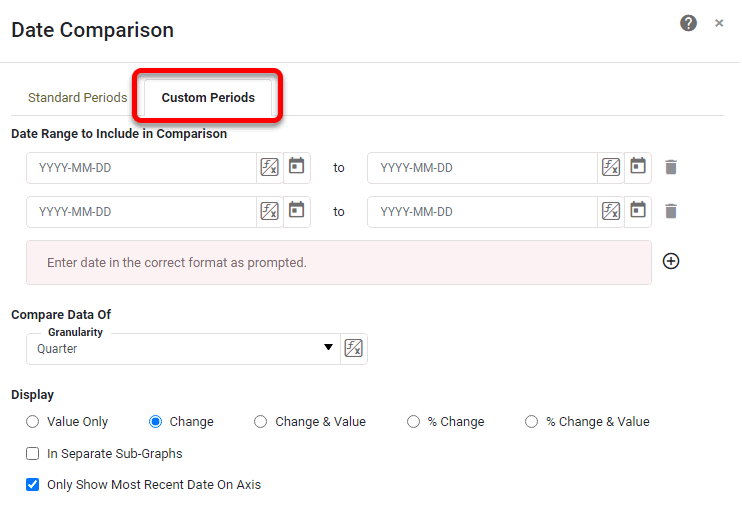 Date Comparison
Standard Periods Custom Periods
Date Range to Include in Comparison
YYYY-MM-DD to YYYY-MM-DD
YYYY-MM-DD to YYYY-MM-DD
Enter date in the correct format as prompted.
Compare Data Of
Granularity
Quarter
Display
Value Only Change Change & Value % Change % Change & Value
In Separate Sub-Graphs
Only Show Most Recent Date On Axis